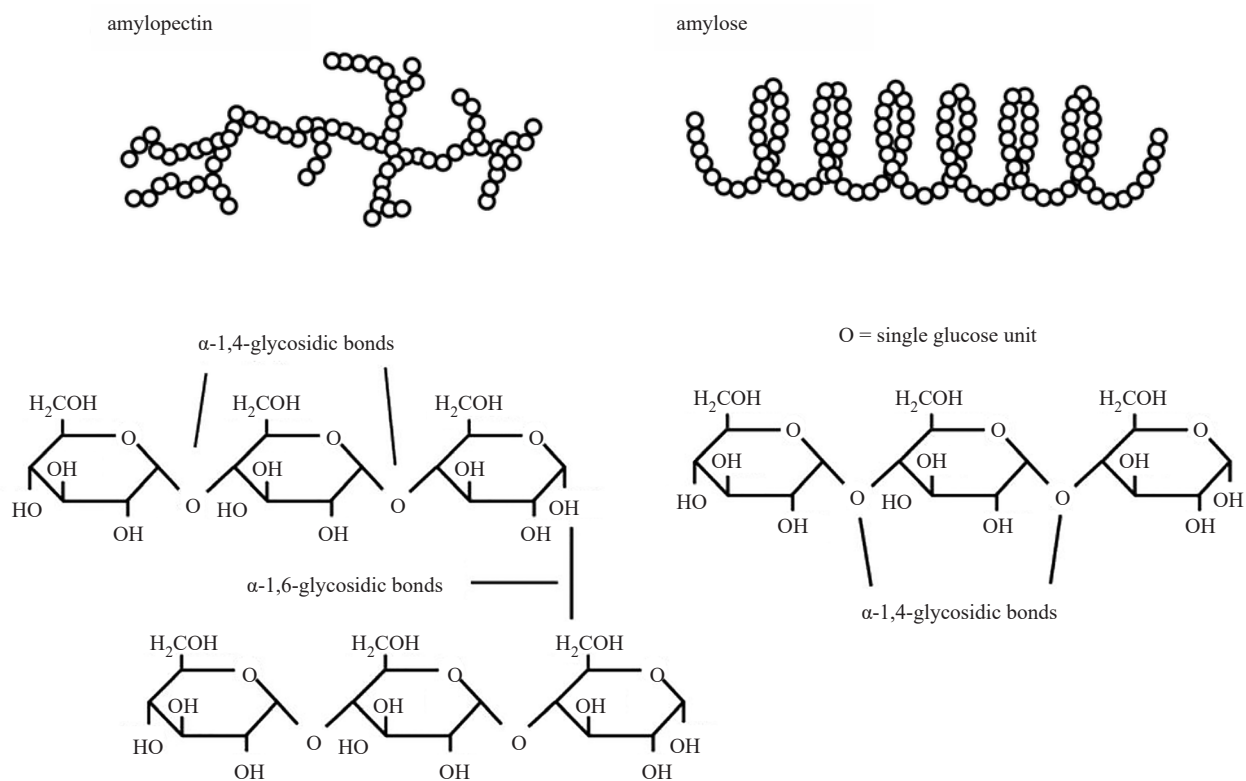 amylopectin
amylose
α-1,4-glycosidic bonds
O = single glucose unit
H₂COH H₂COH H₂COH
O O O
OH OH OH
HO O HO O OH
OH OH OH
H₂COH H₂COH H₂COH
O O O
OH OH OH
HO O HO O OH
OH OH OH
α-1,6-glycosidic bonds
α-1,4-glycosidic bonds
H₂COH H₂COH H₂COH
O O O
OH OH OH
HO O HO O OH
OH OH OH